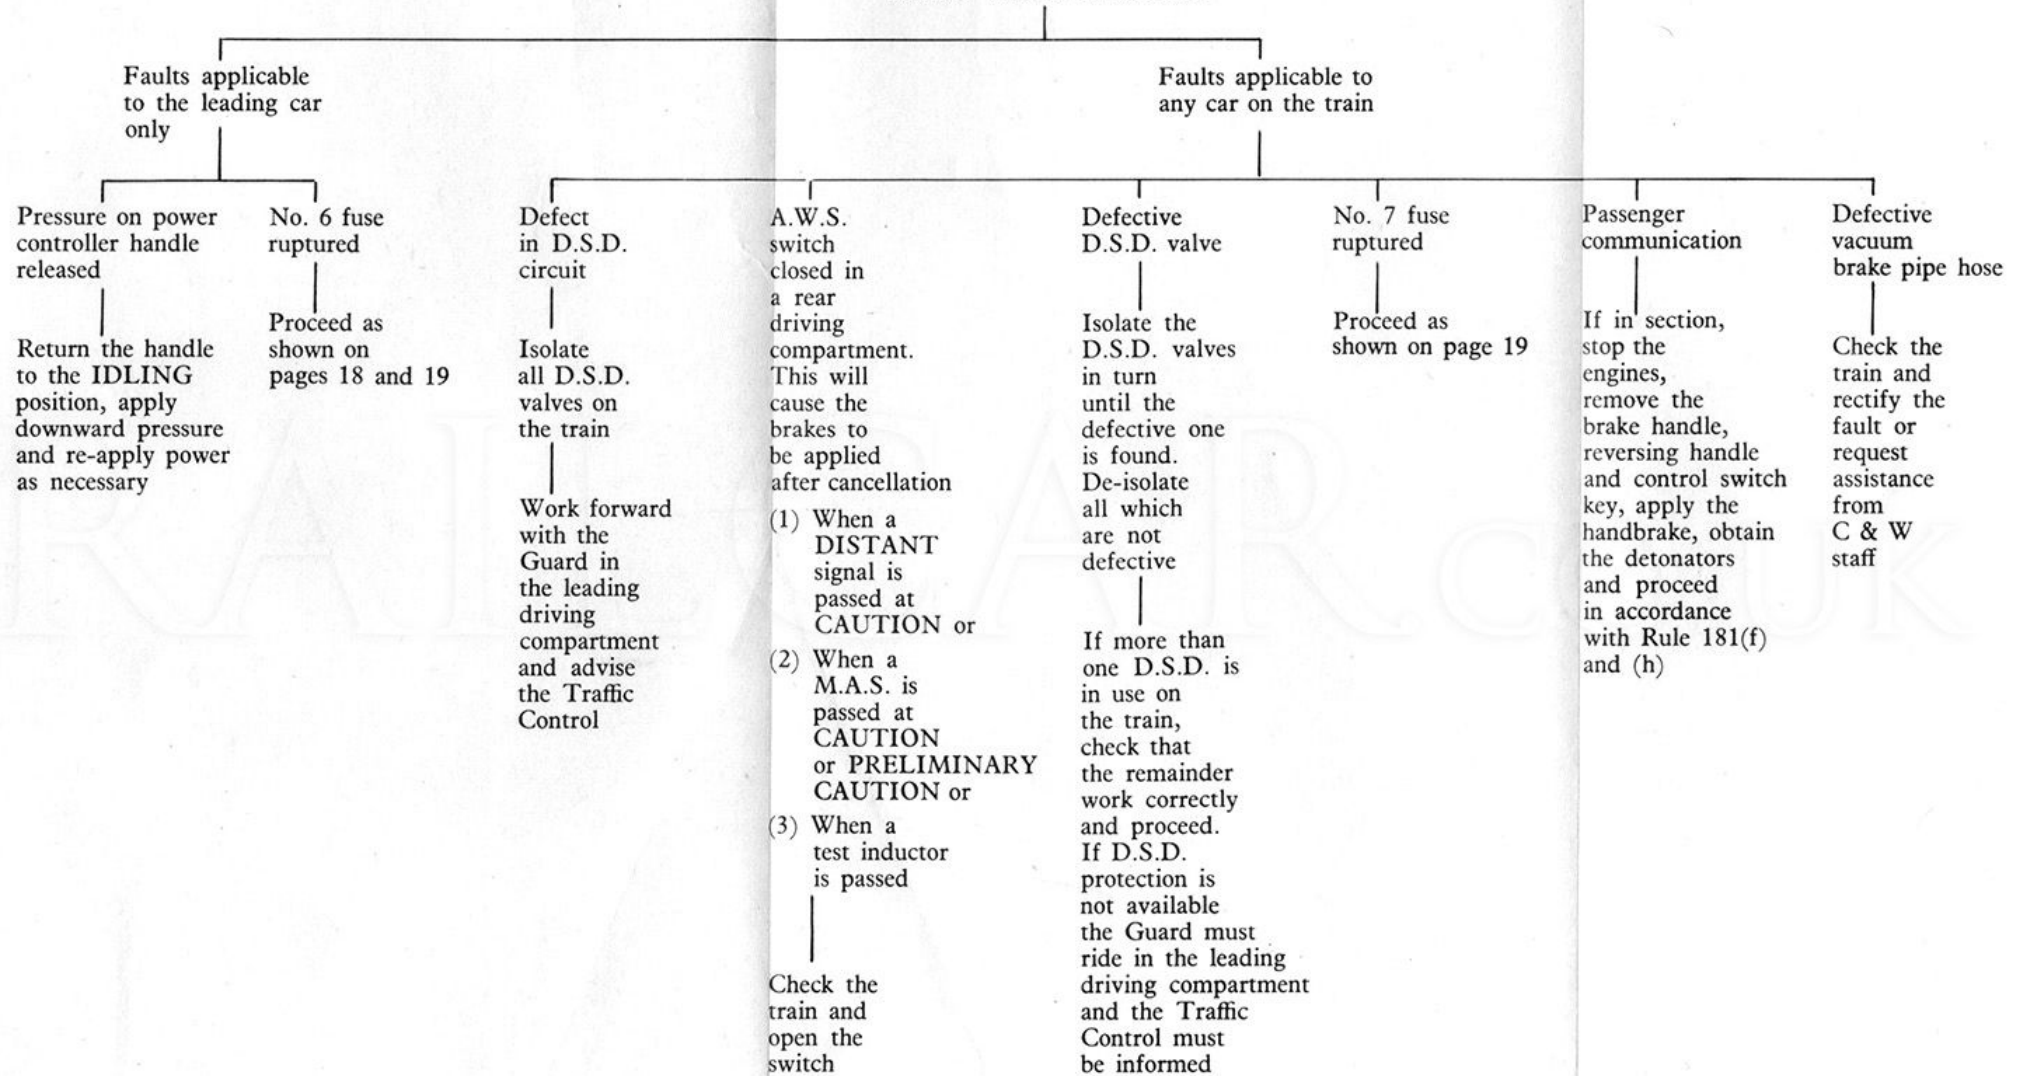 Faults applicable
to the leading car
only
Faults applicable to
any car on the train
Pressure on power
controller handle
released
Return the handle
to the IDLING
position, apply
downward pressure
and re-apply power
as necessary
No. 6 fuse
ruptured
Proceed as
shown on
pages 18 and 19
Defect
in D.S.D.
circuit
Isolate
all D.S.D.
valves on
the train
Work forward
with the
Guard in
the leading
driving
compartment
and advise
the Traffic
Control
A.W.S.
switch
closed in
a rear
driving
compartment.
This will
cause the
brakes to
be applied
after cancellation
(1) When a
DISTANT
signal is
passed at
CAUTION or
(2) When a
M.A.S. is
passed at
CAUTION
or PRELIMINARY
CAUTION or
(3) When a
test inductor
is passed
Check the
train and
open the
switch
Defective
D.S.D. valve
Isolate the
D.S.D. valves
in turn
until the
defective one
is found.
De-isolate
all which
are not
defective
If more than
one D.S.D. is
in use on
the train,
check that
the remainder
work correctly
and proceed.
If D.S.D.
protection is
not available
the Guard must
ride in the leading
driving compartment
and the Traffic
Control must
be informed
No. 7 fuse
ruptured
Proceed as
shown on page 19
Passenger
communication
If in section,
stop the
engines,
remove the
brake handle,
reversing handle
and control switch
key, apply the
handbrake, obtain
the detonators
and proceed
in accordance
with Rule 181(f)
and (h)
Defective
vacuum
brake pipe hose
Check the
train and
rectify the
fault or
request
assistance
from
C & W
staff
RAILCAR.CO.UK